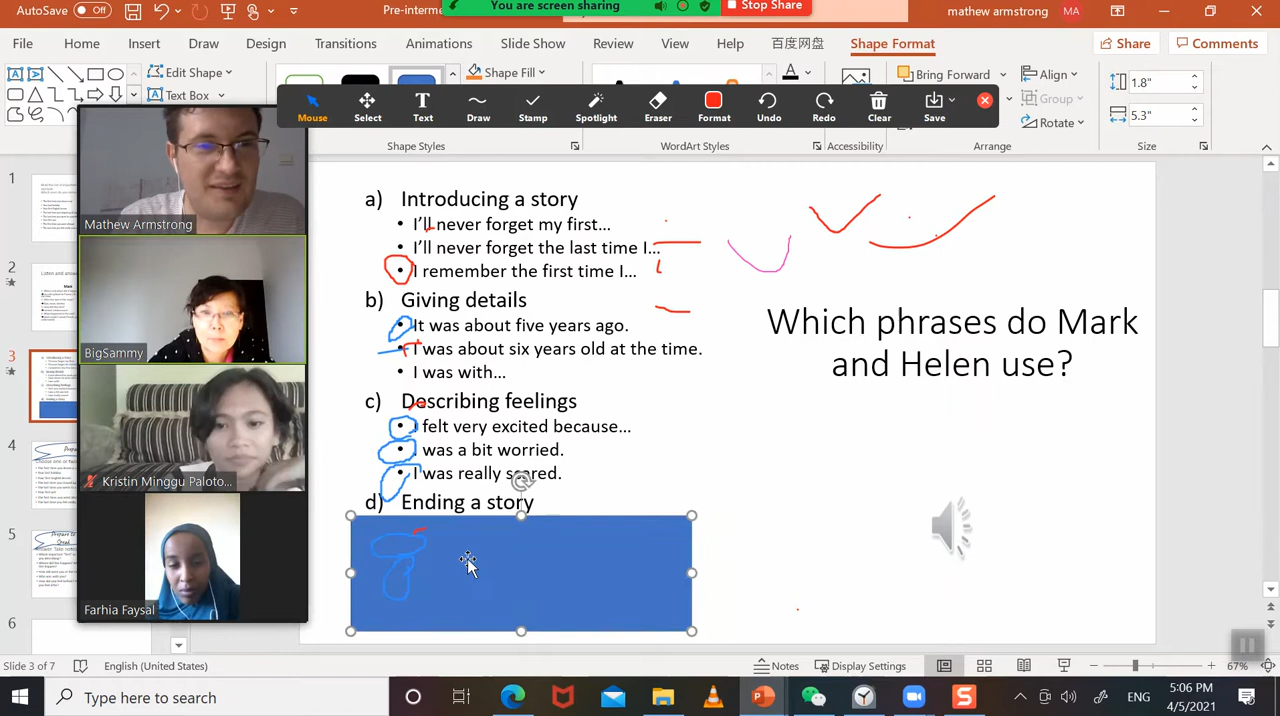 AutoSave Off
Pre-interme
You are screen sharing
Stop Share
mathew armstrong MA
File Home Insert Draw Design Transitions Animations Slide Show Review View Help 百度网盘 Shape Format Share Comments
Edit Shape
Text Box
Shape Fill
A
Bring Forward
Align
Group
Rotate
1.8"
5.3"
Mouse Select Text Draw Stamp Spotlight Eraser Format Undo Redo Clear Save
Shape Styles WordArt Styles Accessibility Arrange Size
Mathew Armstrong
BigSammy
Kristin Minggu Paloto...
Farhia Faysal
1
2
3
4
5
6
a) Introducing a story
• I'll never forget my first...
• I'll never forget the last time I...
• I remember the first time I...
b) Giving details
• It was about five years ago.
• I was about six years old at the time.
• I was with...
c) Describing feelings
• I felt very excited because...
• I was a bit worried.
• I was really scared.
d) Ending a story
Which phrases do Mark
and Helen use?
Slide 3 of 7 English (United States) Notes Display Settings 67%
Type here to search
ENG
5:06 PM
4/5/2021